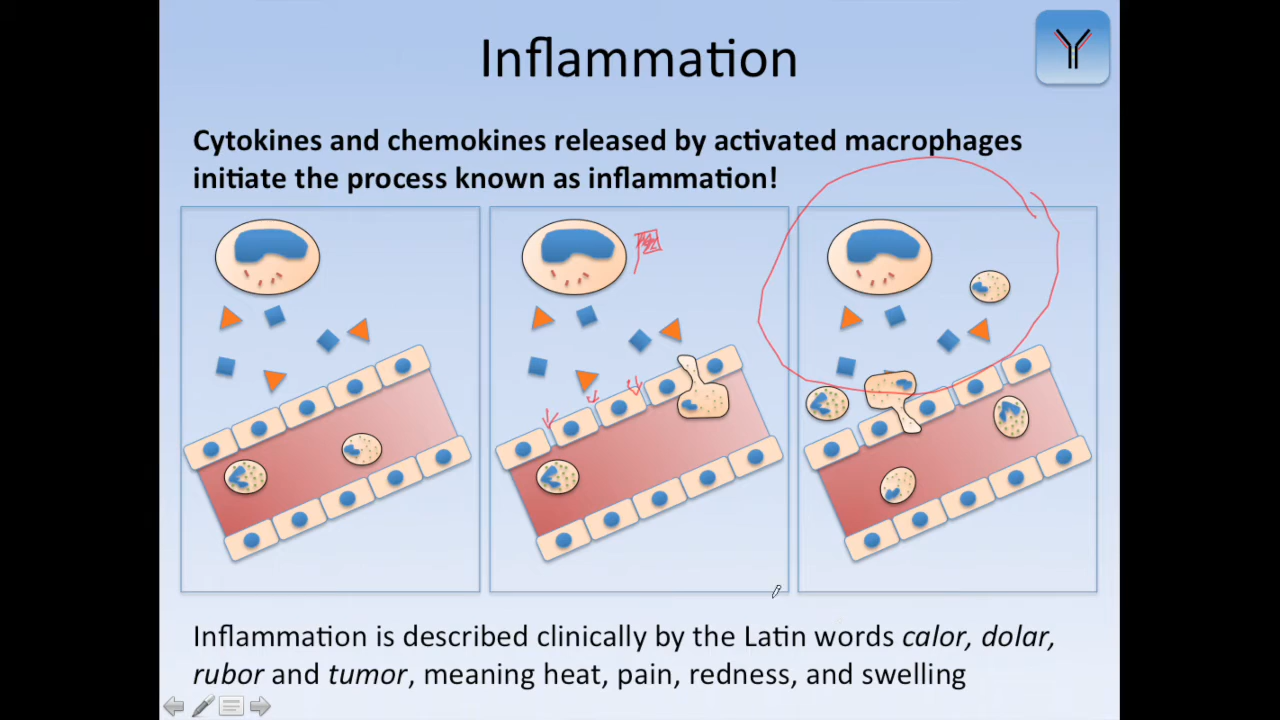 Inflammation
Cytokines and chemokines released by activated macrophages
initiate the process known as inflammation!
Inflammation is described clinically by the Latin words calor, dolar,
rubor and tumor, meaning heat, pain, redness, and swelling